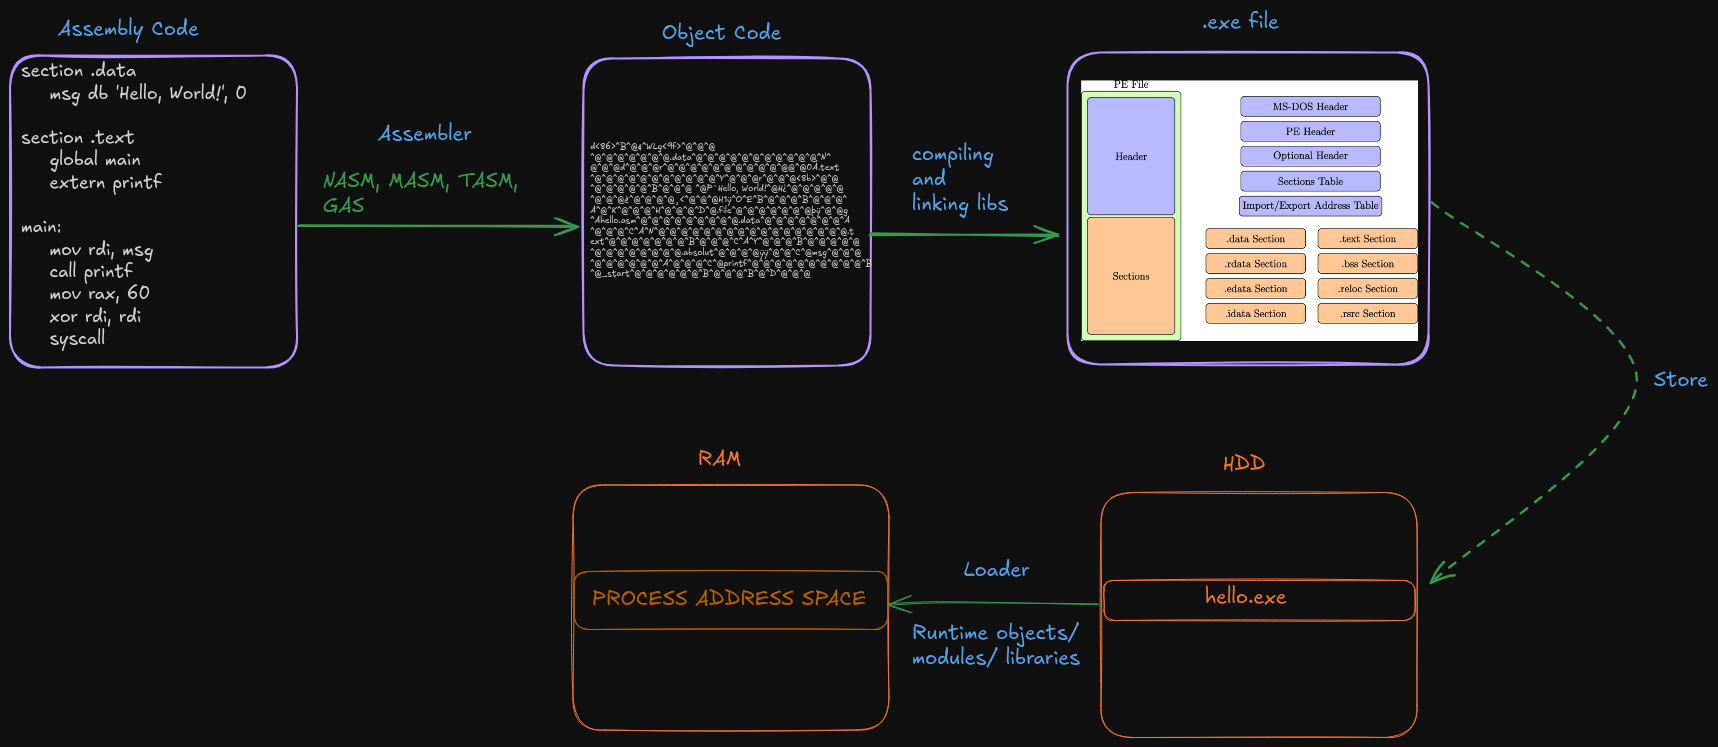 Assembly Code
section .data
msg db 'Hello, World!', 0
section .text
global main
extern printf
main:
mov rdi, msg
call printf
mov rax, 60
xor rdi, rdi
syscall
Assembler
NASM, MASM, TASM,
GAS
Object Code
compiling
and
linking libs
.exe file
PE File
Header
Sections
MS-DOS Header
PE Header
Optional Header
Sections Table
Import/Export Address Table
.data Section
.text Section
.rdata Section
.bss Section
.edata Section
.reloc Section
.idata Section
.rsrc Section
Store
RAM
PROCESS ADDRESS SPACE
Loader
Runtime objects/
modules/ libraries
HDD
hello.exe